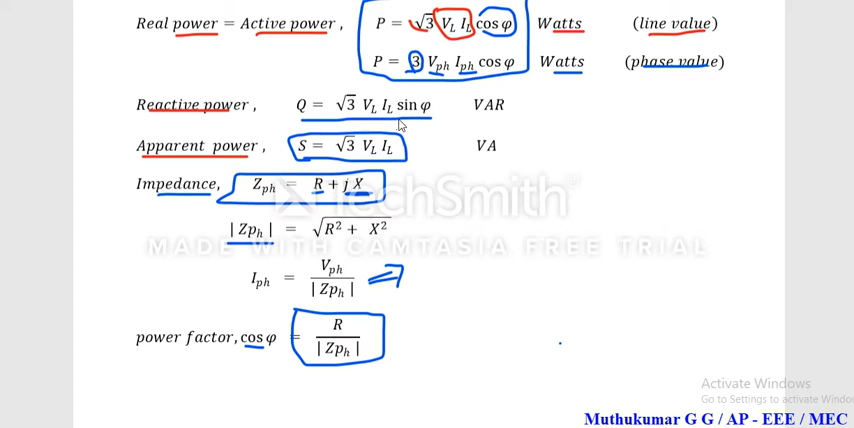 Real power = Active power, P = √3 V_L I_L cos φ Watts (line value)
P = 3 V_ph I_ph cos φ Watts (phase value)
Reactive power, Q = √3 V_L I_L sin φ VAR
Apparent power, S = √3 V_L I_L VA
Impedance, Z_ph = R + j X
TechSmith®
| Zp_h | = √(R² + X²)
MADE WITH CAMTASIA FREE TRIAL
I_ph = V_ph / | Zp_h |
power factor, cos φ = R / | Zp_h |
Activate Windows
Go to Settings to activate Windo
Muthukumar G G / AP - EEE / MEC